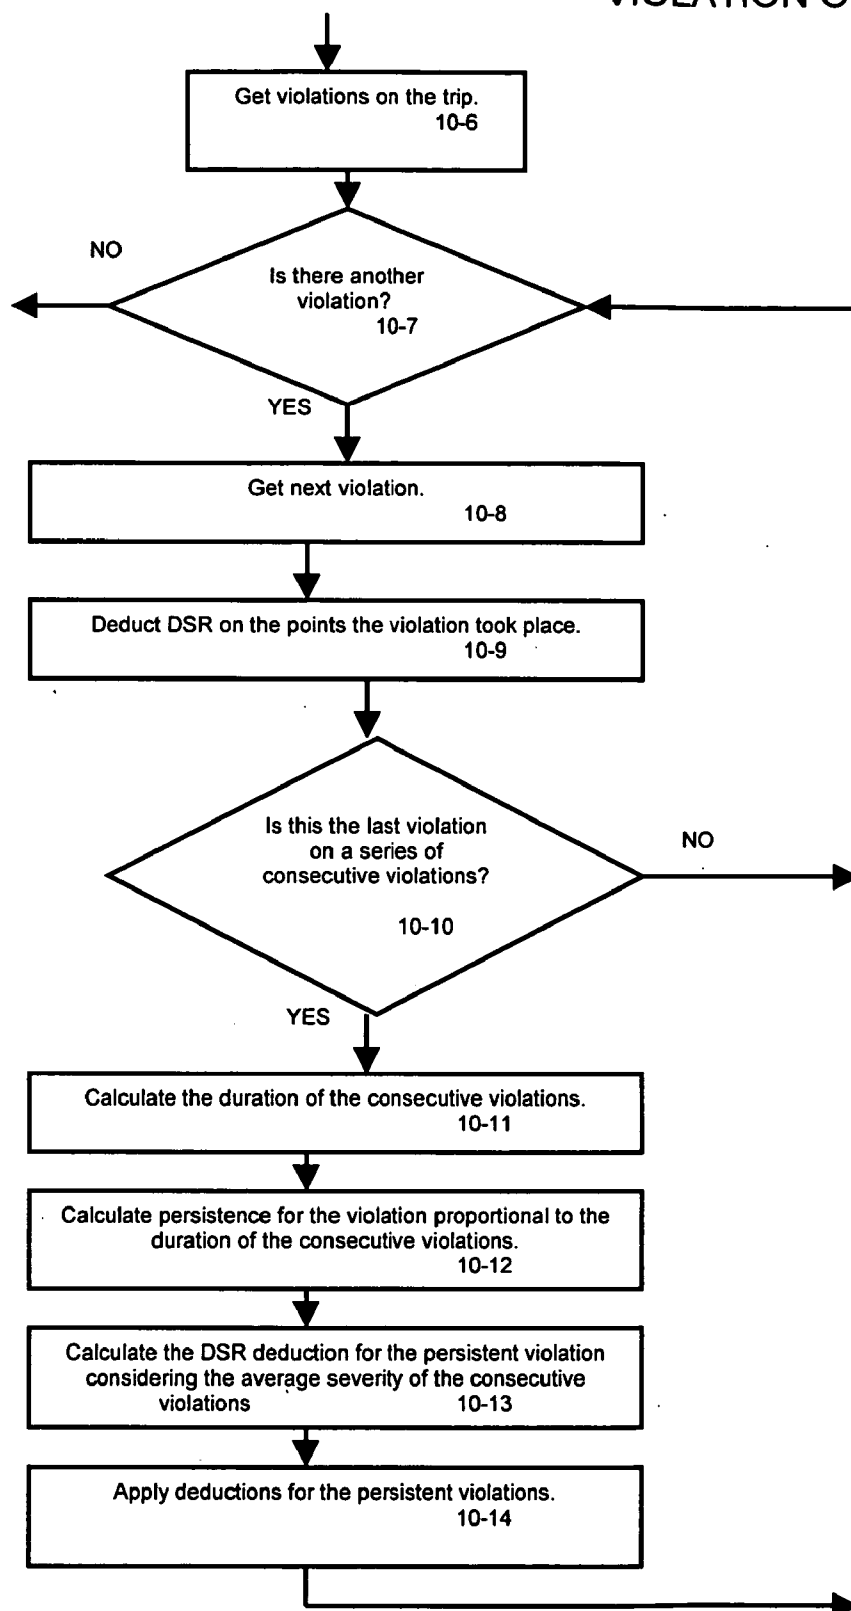 VIOLATION
Get violations on the trip.
10-6
NO
Is there another
violation?
10-7
YES
Get next violation.
10-8
Deduct DSR on the points the violation took place.
10-9
Is this the last violation
on a series of
consecutive violations?
NO
10-10
YES
Calculate the duration of the consecutive violations.
10-11
Calculate persistence for the violation proportional to the
duration of the consecutive violations.
10-12
Calculate the DSR deduction for the persistent violation
considering the average severity of the consecutive
violations 10-13
Apply deductions for the persistent violations.
10-14